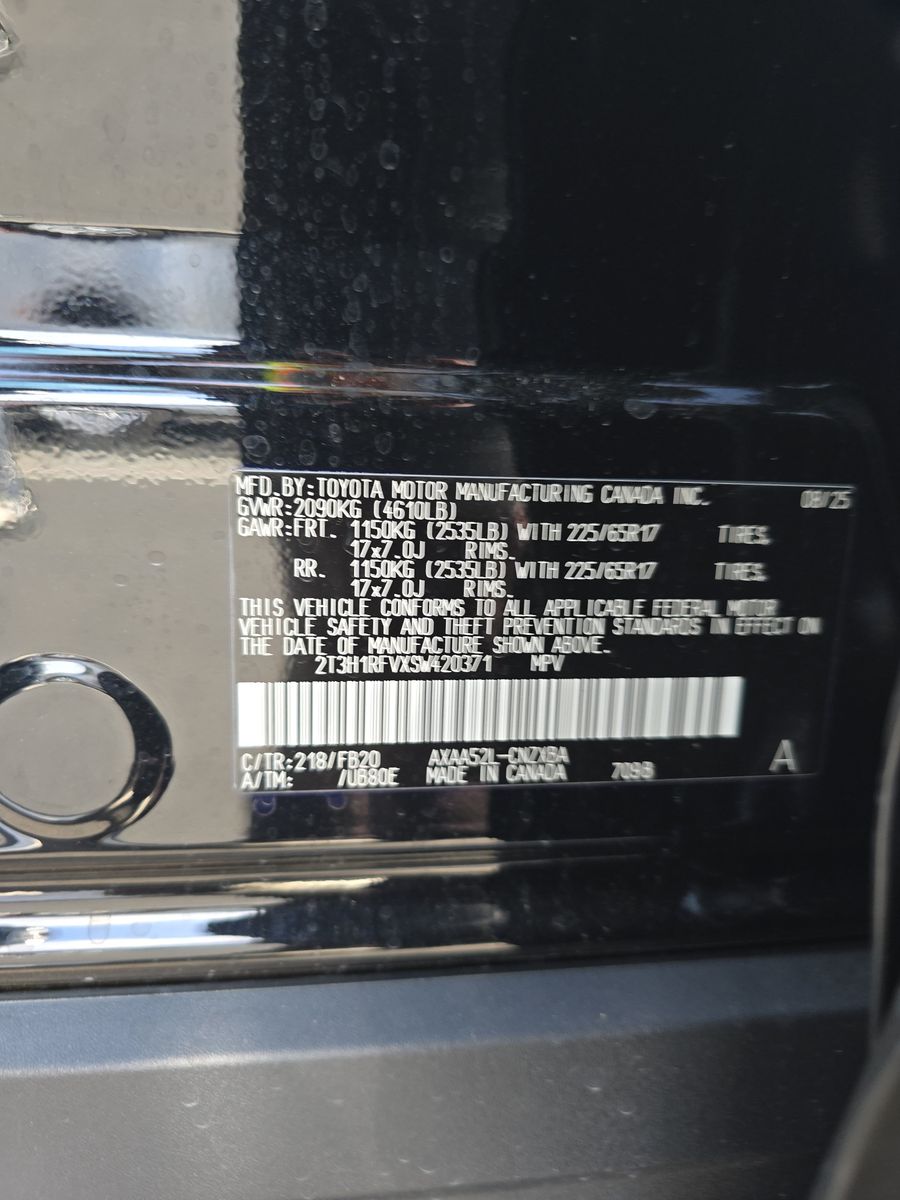 MFD.BY:TOYOTA MOTOR MANUFACTURING CANADA INC. 08/25
GVWR:2090KG (4610LB)
GAWR:FRT. 1150KG (2535LB) WITH 225/65R17 TIRES.
17x7.0J RIMS.
RR. 1150KG (2535LB) WITH 225/65R17 TIRES.
17x7.0J RIMS.
THIS VEHICLE CONFORMS TO ALL APPLICABLE FEDERAL MOTOR
VEHICLE SAFETY AND THEFT PREVENTION STANDARDS IN EFFECT ON
THE DATE OF MANUFACTURE SHOWN ABOVE.
2T3H1RFVXSW420371 MPV
C/TR:218/FB20 AXAA52L-CNZXBA
A/TM: /UB80E MADE IN CANADA 7099 A